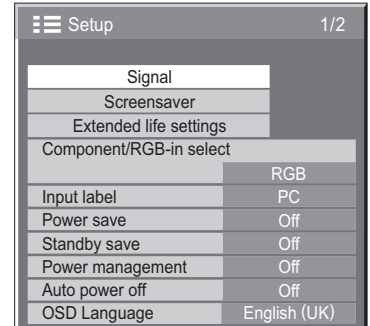 Setup 1/2
Signal
Screensaver
Extended life settings
Component/RGB-in select
RGB
Input label PC
Power save Off
Standby save Off
Power management Off
Auto power off Off
OSD Language English (UK)